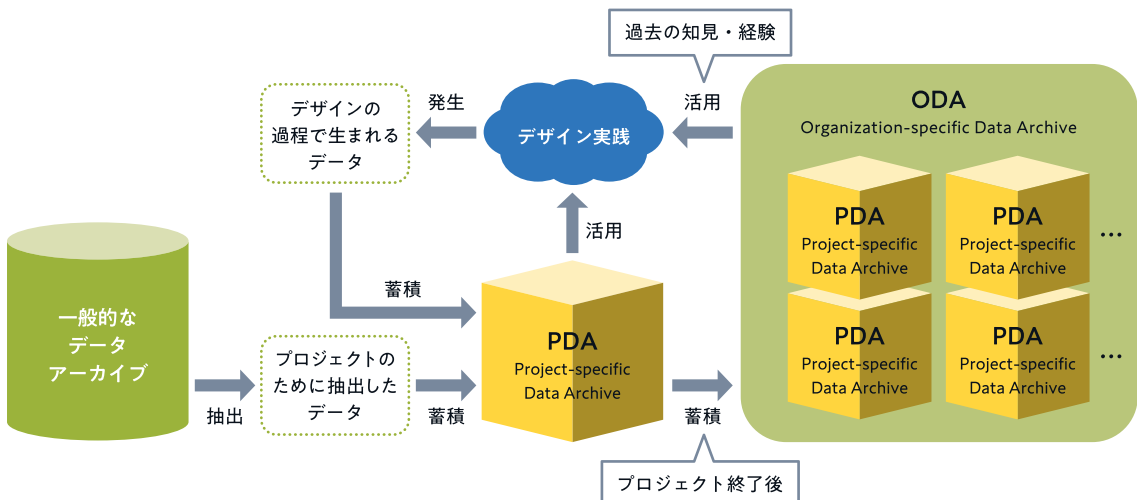 過去の知見・経験
活用
ODA
Organization-specific Data Archive
発生
デザインの
過程で生まれる
データ
デザイン実践
活用
PDA
Project-specific
Data Archive
PDA
Project-specific
Data Archive
…
一般的な
データ
アーカイブ
抽出
プロジェクトの
ために抽出した
データ
蓄積
蓄積
PDA
Project-specific
Data Archive
蓄積
プロジェクト終了後
PDA
Project-specific
Data Archive
PDA
Project-specific
Data Archive
…